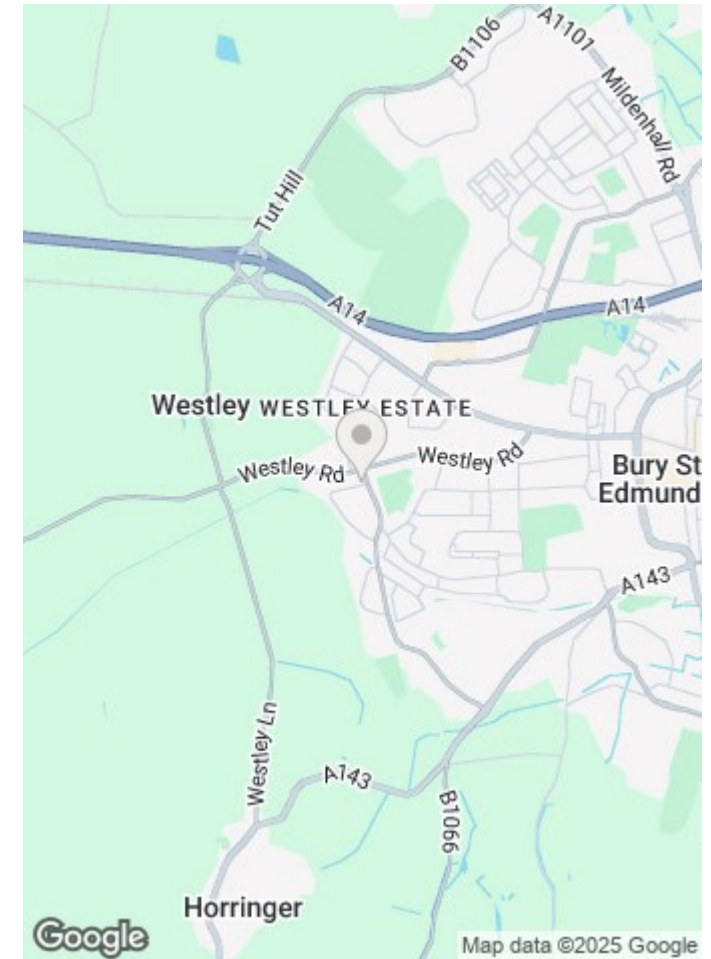 A1101
B1106
Mildenhall Rd
Tut Hill
A14
A14
Westley
WESTLEY ESTATE
Westley Rd
Westley Rd
Bury St
Edmund
A143
Westley Ln
A143
B1066
Horringer
Google
Map data ©2025 Google